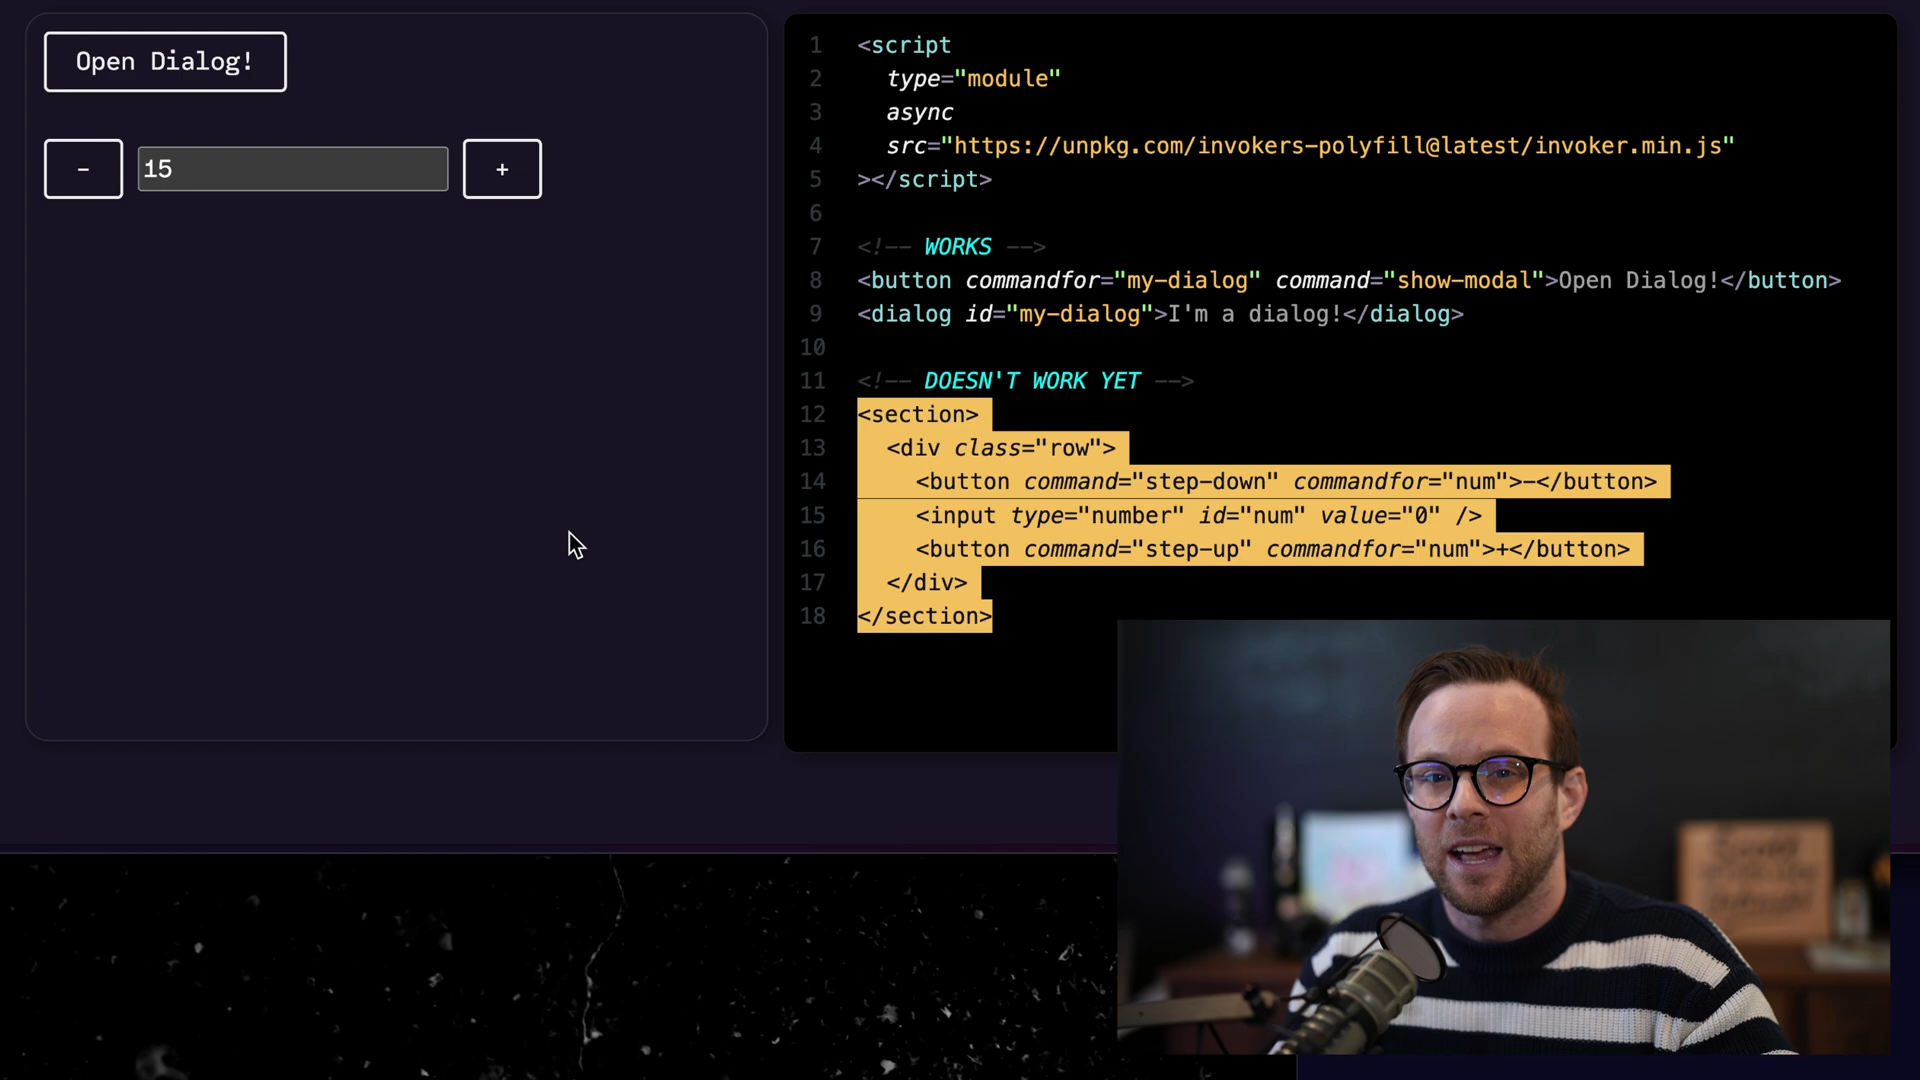 Open Dialog!
-
15
+
1 <script
2 type="module"
3 async
4 src="https://unpkg.com/invokers-polyfill@latest/invoker.min.js"
5 ></script>
6
7 <!-- WORKS -->
8 <button commandfor="my-dialog" command="show-modal">Open Dialog!</button>
9 <dialog id="my-dialog">I'm a dialog!</dialog>
10
11 <!-- DOESN'T WORK YET -->
12 <section>
13 <div class="row">
14 <button command="step-down" commandfor="num">-</button>
15 <input type="number" id="num" value="0" />
16 <button command="step-up" commandfor="num">+</button>
17 </div>
18 </section>